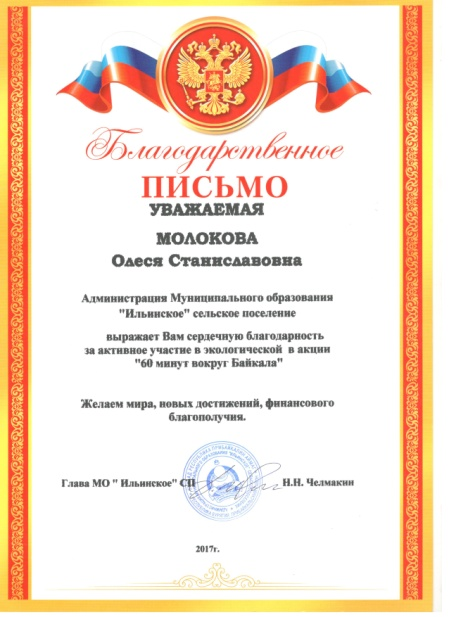 Благодарственное
ПИСЬМО
УВАЖАЕМАЯ
МОЛОКОВА
Олеся Станиславовна
Администрация Муниципального образования
"Ильинское" сельское поселение
выражает Вам сердечную благодарность
за активное участие в экологической  в акции
"60 минут вокруг Байкала"
Желаем мира, новых достижений, финансового
благополучия.
Глава МО " Ильинское" СП Н.Н. Челмакин
2017г.